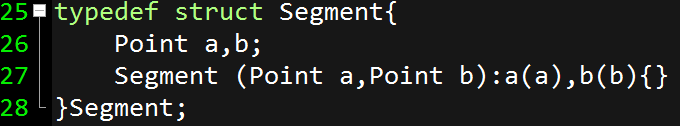 25 typedef struct Segment{
26 Point a,b;
27 Segment (Point a,Point b):a(a),b(b){}
28 }Segment;